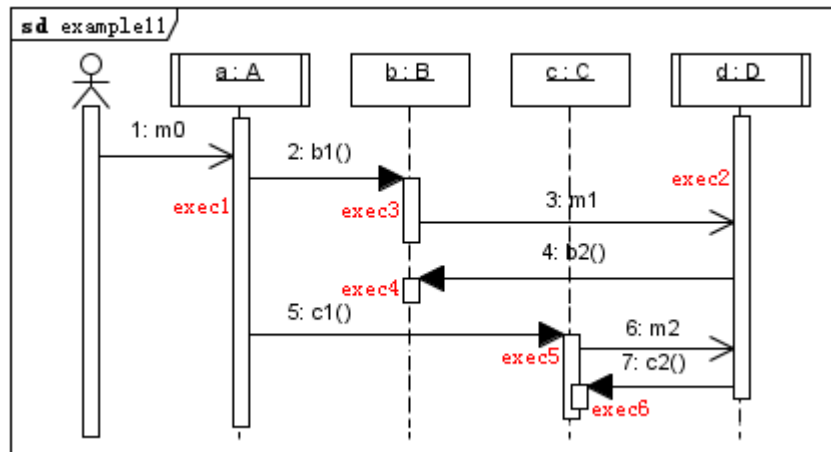 sd example11
a : A
b : B
c : C
d : D
1: m0
2: b1()
exec1
exec3
3: m1
exec2
4: b2()
exec4
5: c1()
6: m2
exec5
7: c2()
exec6